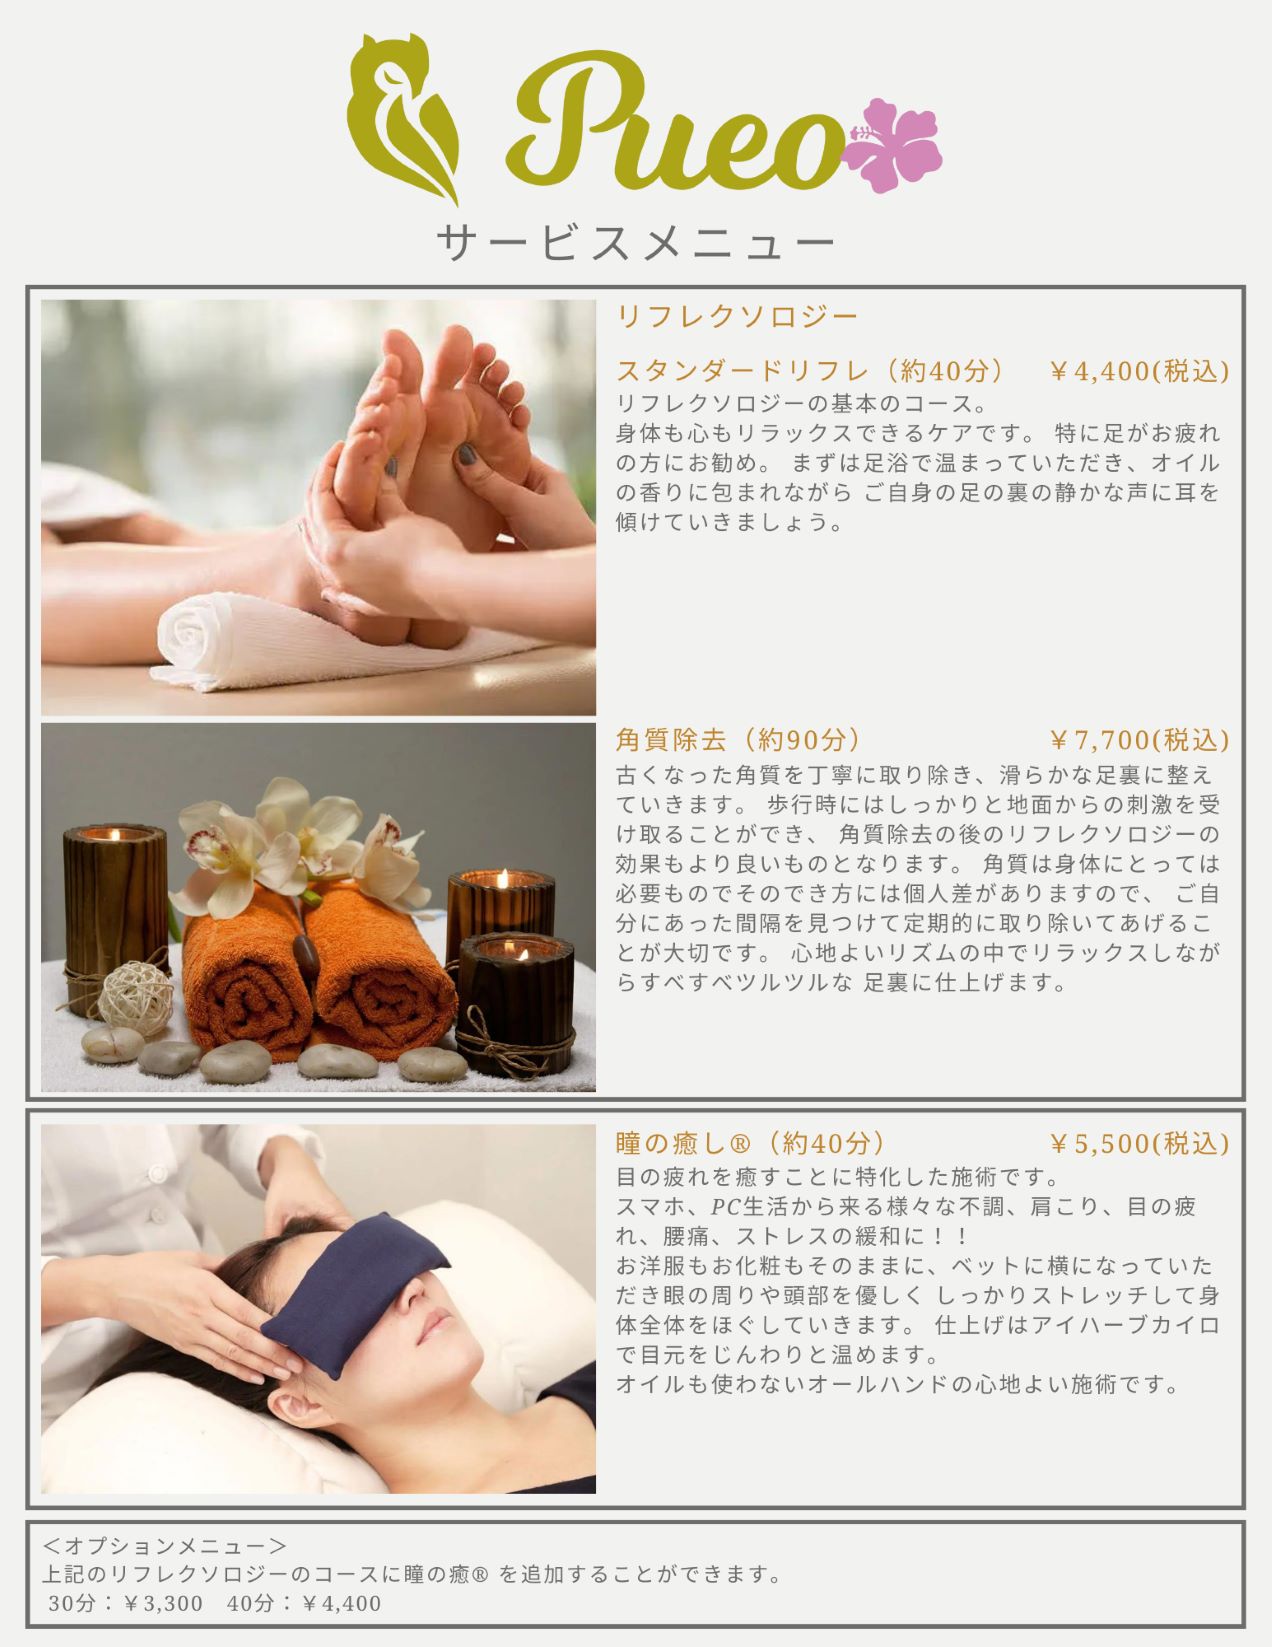 Pueo
サービスメニュー
リフレクソロジー
スタンダードリフレ（約40分） ￥4,400(税込)
リフレクソロジーの基本のコース。
身体も心もリラックスできるケアです。 特に足がお疲れ
の方にお勧め。 まずは足浴で温まっていただき、オイル
の香りに包まれながら ご自身の足の裏の静かな声に耳を
傾けていきましょう。
角質除去（約90分） ￥7,700(税込)
古くなった角質を丁寧に取り除き、滑らかな足裏に整え
ていきます。 歩行時にはしっかりと地面からの刺激を受
け取ることができ、 角質除去の後のリフレクソロジーの
効果もより良いものとなります。 角質は身体にとっては
必要ものでそのでき方には個人差がありますので、 ご自
分にあった間隔を見つけて定期的に取り除いてあげるこ
とが大切です。 心地よいリズムの中でリラックスしなが
らすべすべツルツルな 足裏に仕上げます。
瞳の癒し®（約40分） ￥5,500(税込)
目の疲れを癒すことに特化した施術です。
スマホ、PC生活から来る様々な不調、肩こり、目の疲
れ、腰痛、ストレスの緩和に！！
お洋服もお化粧もそのままに、ベットに横になっていた
だき眼の周りや頭部を優しく しっかりストレッチして身
体全体をほぐしていきます。 仕上げはアイハーブカイロ
で目元をじんわりと温めます。
オイルも使わないオールハンドの心地よい施術です。
＜オプションメニュー＞
上記のリフレクソロジーのコースに瞳の癒® を追加することができます。
30分：￥3,300 40分：￥4,400